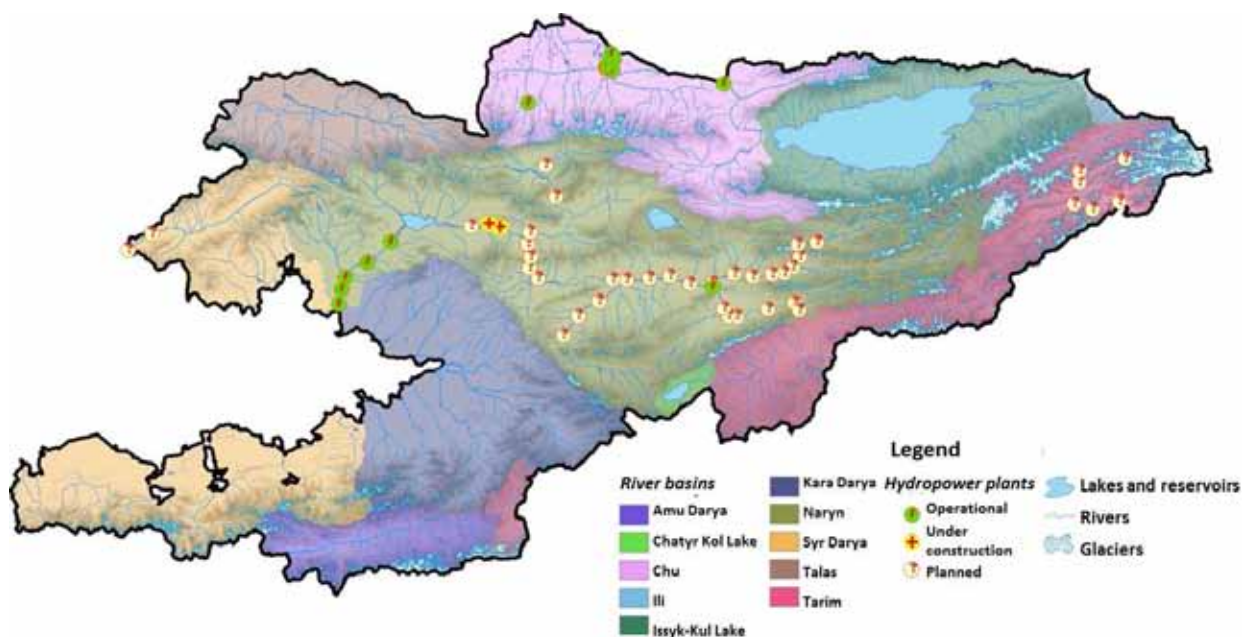 Legend
River basins
Amu Darya
Chatyr Kol Lake
Chu
Ili
Issyk-Kul Lake
Kara Darya
Naryn
Syr Darya
Talas
Tarim
Hydropower plants
Operational
Under
construction
Planned
Lakes and reservoirs
Rivers
Glaciers